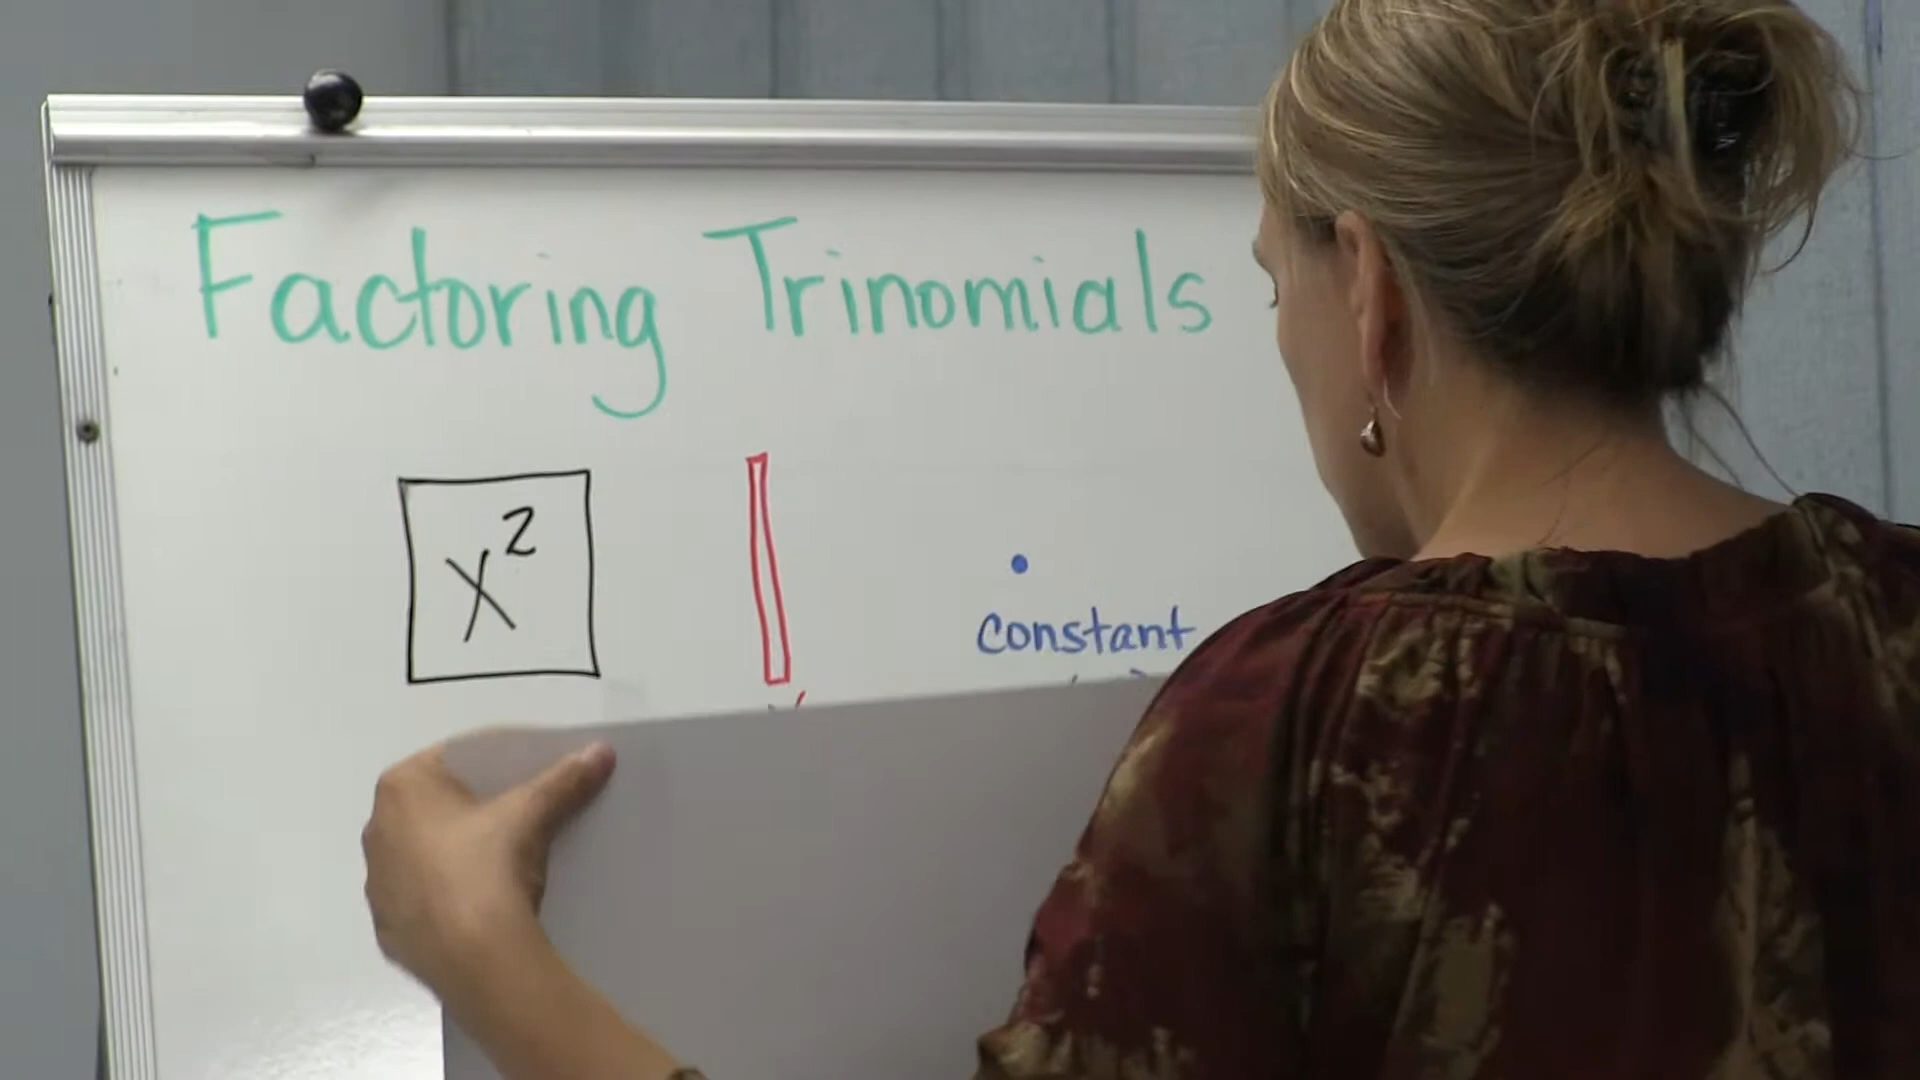 Factoring Trinomials
x²
constant